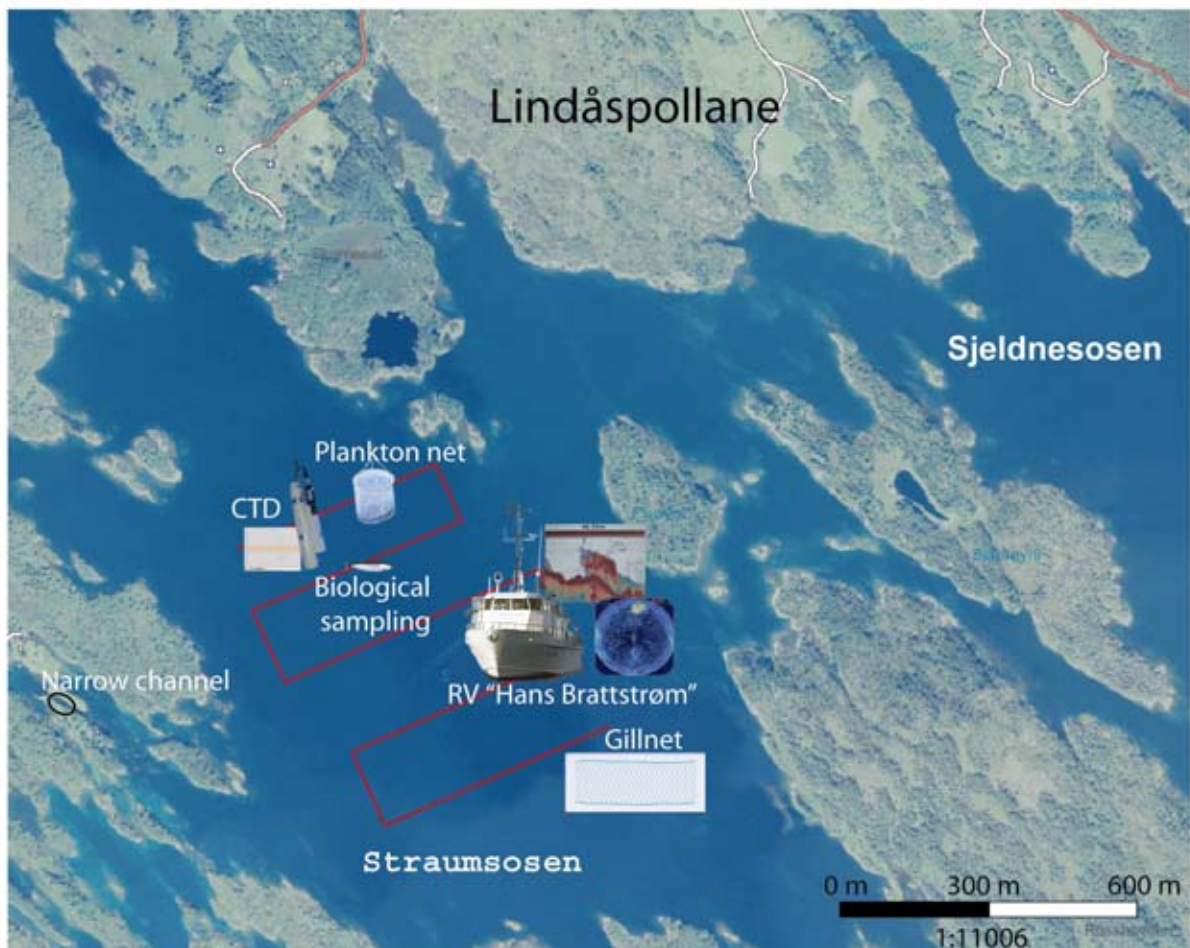 Lindåspollane
Sjeldnesosen
Plankton net
CTD
Biological
sampling
Narrow channel
RV "Hans Brattstrøm"
Gillnet
Straumsosen
0 m 300 m 600 m
1:11006